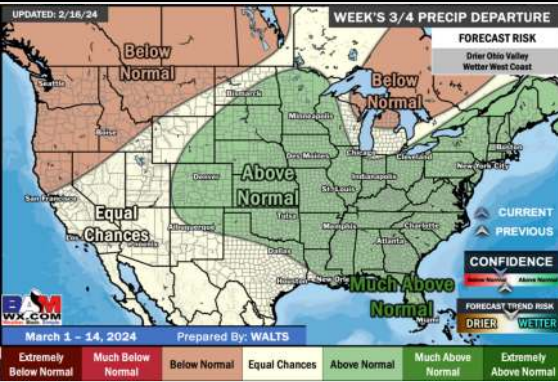 UPDATED: 2/16/24
WEEK'S 3/4 PRECIP DEPARTURE
FORECAST RISK
Drier Ohio Valley
Wetter West Coast
Below
Normal
Below
Normal
Seattle
Bismarck
Minneapolis
Boise
Boston
Des Moines
Chicago
Cleveland
New York City
Denver
Above
Normal
Indianapolis
San Francisco
St. Louis
Equal
Chances
Tulsa
Memphis
Charlotte
Albuquerque
Atlanta
Dallas
CURRENT
PREVIOUS
Houston
New Orle
Much Above
Normal
Miami
CONFIDENCE
Below Normal
Above Normal
FORECAST TREND RISK
DRIER
WETTER
BAM
WX.COM
March 1 – 14, 2024
Prepared By: WALTS
Extremely
Below Normal
Much Below
Normal
Below Normal
Equal Chances
Above Normal
Much Above
Normal
Extremely
Above Normal